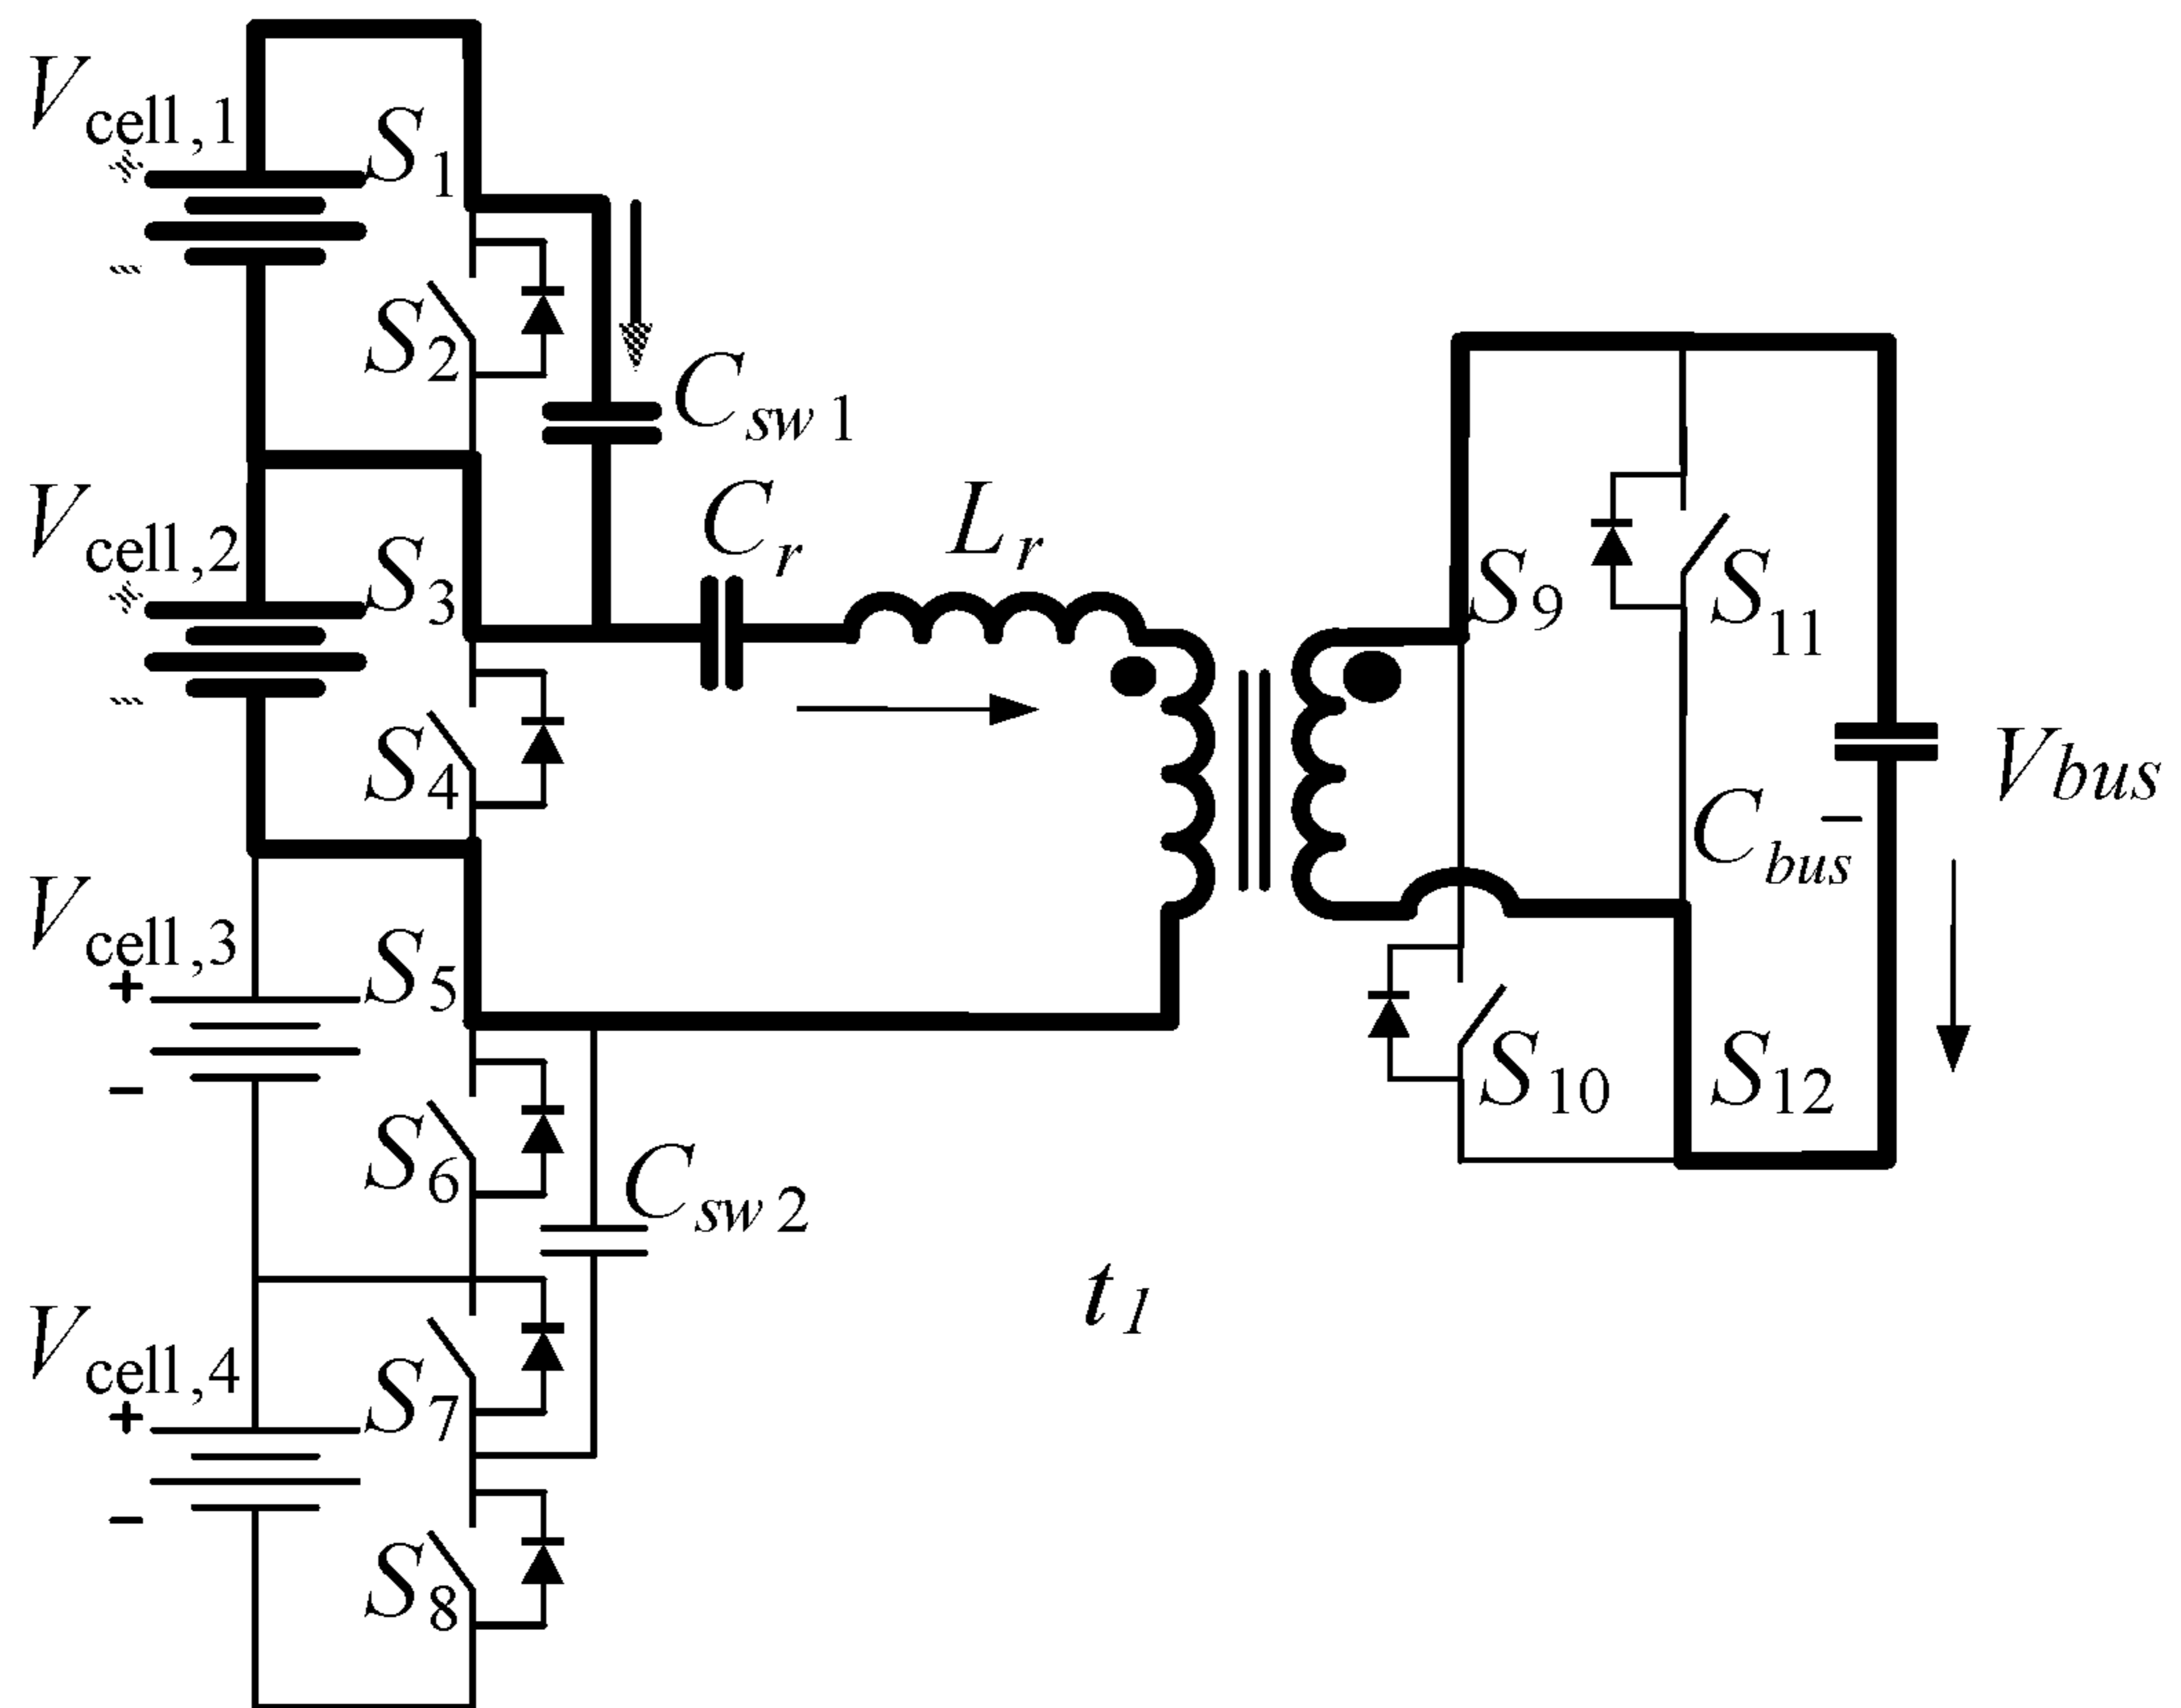 Vcell,1
+
S1
−
S2
Csw1
Vcell,2
+
S3
Cr
Lr
−
S4
S9
S11
Vbus
Cbus
−
Vcell,3
+
S5
−
S6
S10
S12
Csw2
Vcell,4
+
S7
t1
−
S8